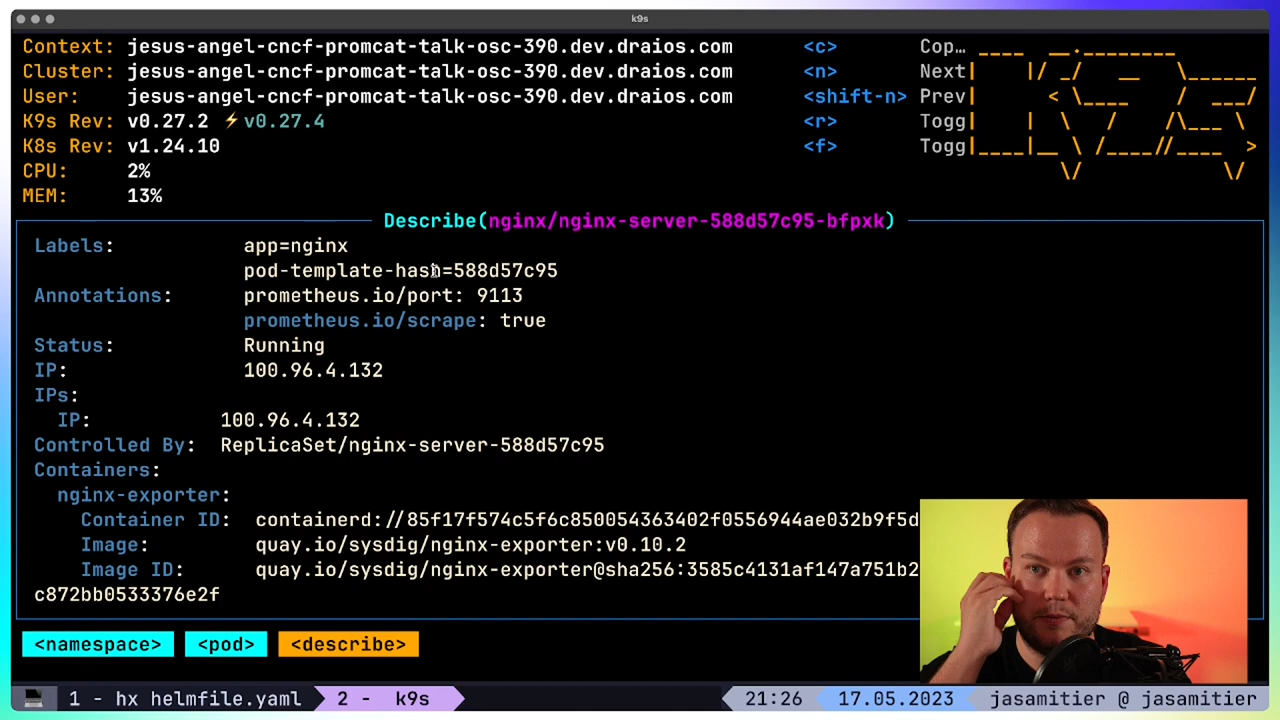 k9s
Context: jesus-angel-cncf-promcat-talk-osc-390.dev.draios.com <c> Cop…
Cluster: jesus-angel-cncf-promcat-talk-osc-390.dev.draios.com <n> Next
User: jesus-angel-cncf-promcat-talk-osc-390.dev.draios.com <shift-n> Prev
K9s Rev: v0.27.2 ⚡v0.27.4 <r> Togg
K8s Rev: v1.24.10 <f> Togg
CPU: 2%
MEM: 13%
Describe(nginx/nginx-server-588d57c95-bfpxk)
Labels: app=nginx
pod-template-hash=588d57c95
Annotations: prometheus.io/port: 9113
prometheus.io/scrape: true
Status: Running
IP: 100.96.4.132
IPs:
IP: 100.96.4.132
Controlled By: ReplicaSet/nginx-server-588d57c95
Containers:
nginx-exporter:
Container ID: containerd://85f17f574c5f6c850054363402f0556944ae032b9f5d
Image: quay.io/sysdig/nginx-exporter:v0.10.2
Image ID: quay.io/sysdig/nginx-exporter@sha256:3585c4131af147a751b2
c872bb0533376e2f
<namespace> <pod> <describe>
1 - hx helmfile.yaml 2 - k9s 21:26 17.05.2023 jasamitier @ jasamitier